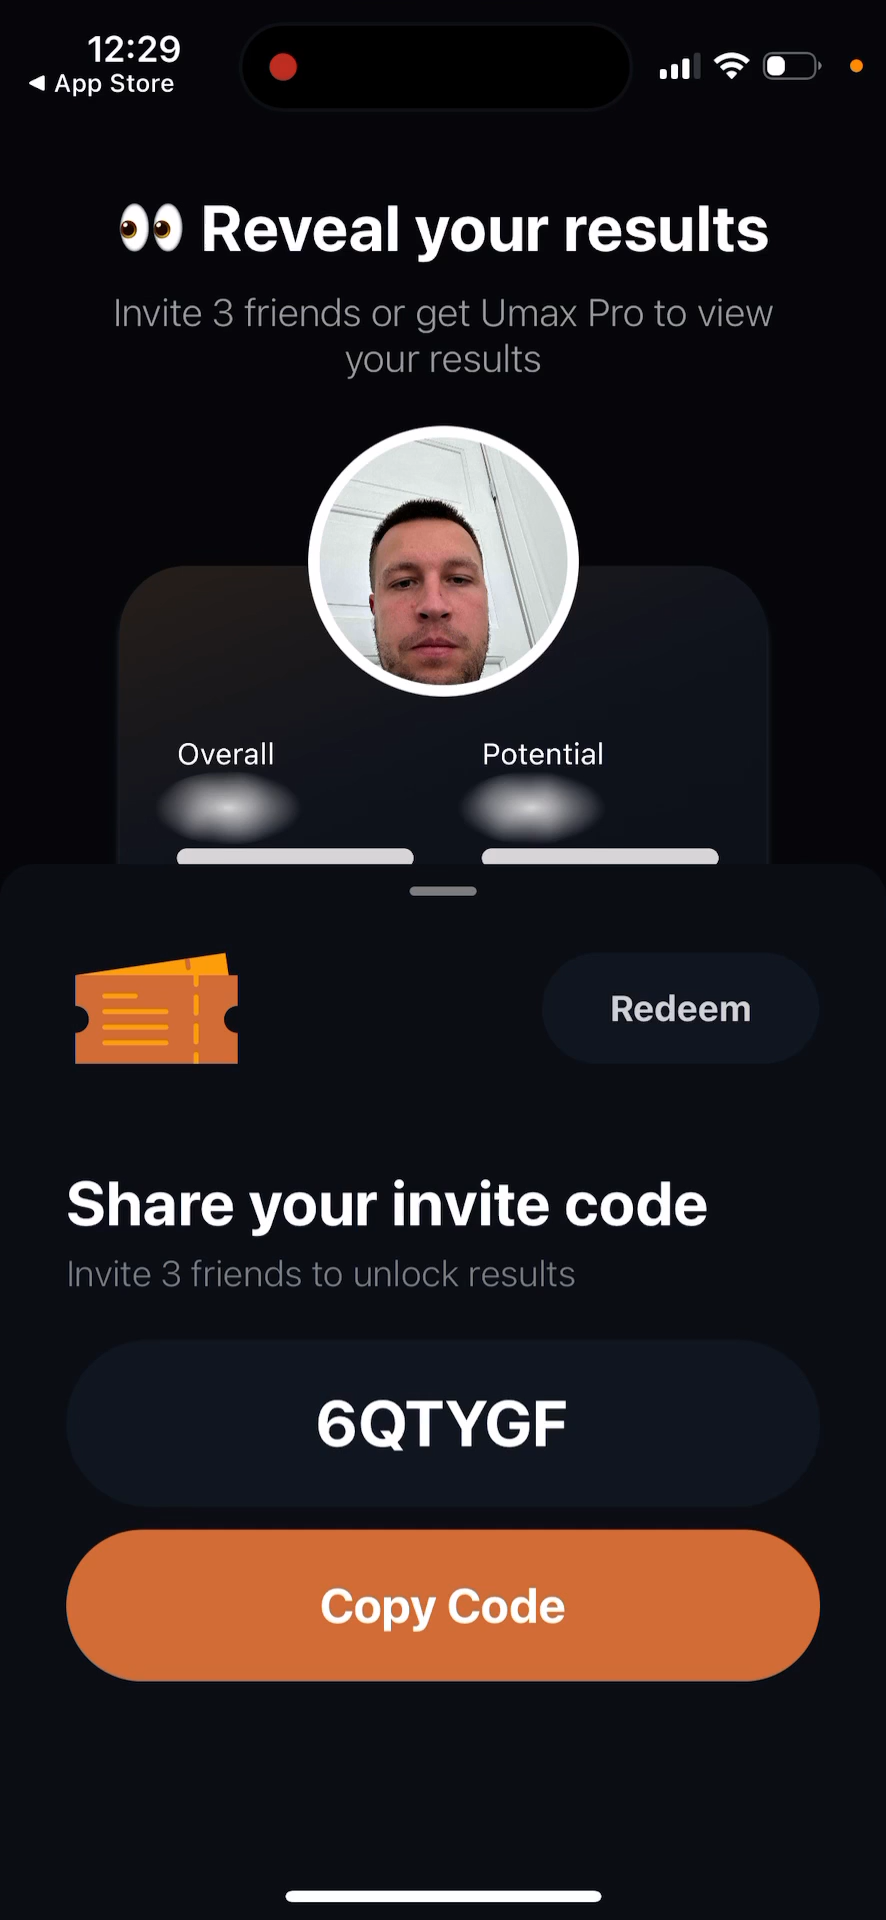 12:29
◀ App Store
👀 Reveal your results
Invite 3 friends or get Umax Pro to view
your results
Overall
Potential
Redeem
Share your invite code
Invite 3 friends to unlock results
6QTYGF
Copy Code